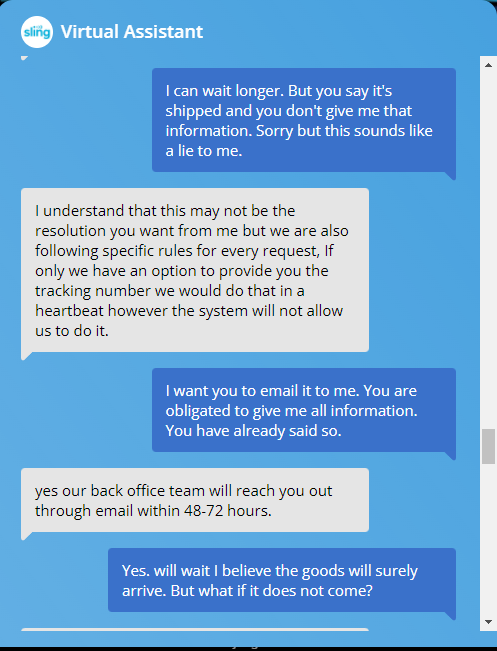 sling Virtual Assistant
I can wait longer. But you say it's
shipped and you don't give me that
information. Sorry but this sounds like
a lie to me.
I understand that this may not be the
resolution you want from me but we are also
following specific rules for every request, If
only we have an option to provide you the
tracking number we would do that in a
heartbeat however the system will not allow
us to do it.
I want you to email it to me. You are
obligated to give me all information.
You have already said so.
yes our back office team will reach you out
through email within 48-72 hours.
Yes. will wait I believe the goods will surely
arrive. But what if it does not come?